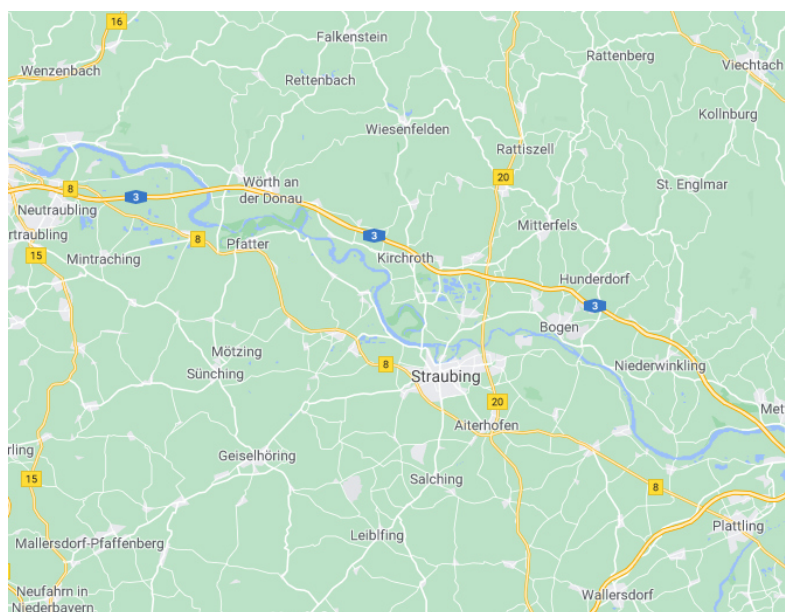 16
Falkenstein
Rattenberg
Viechtach
Wenzenbach
Rettenbach
Kollnburg
Wiesenfelden
Rattiszell
20
St. Englmar
8
3
Wörth an
der Donau
Neutraubling
Mitterfels
ertraubling
8
Pfatter
3
15
Mintraching
Kirchroth
Hunderdorf
3
Bogen
Mötzing
Sünching
8
Straubing
Niederwinkling
20
Mett
Aiterhofen
rling
Geiselhöring
15
Salching
8
Plattling
Leiblfing
Mallersdorf-Pfaffenberg
Neufahrn in
Niederbayern
Wallersdorf